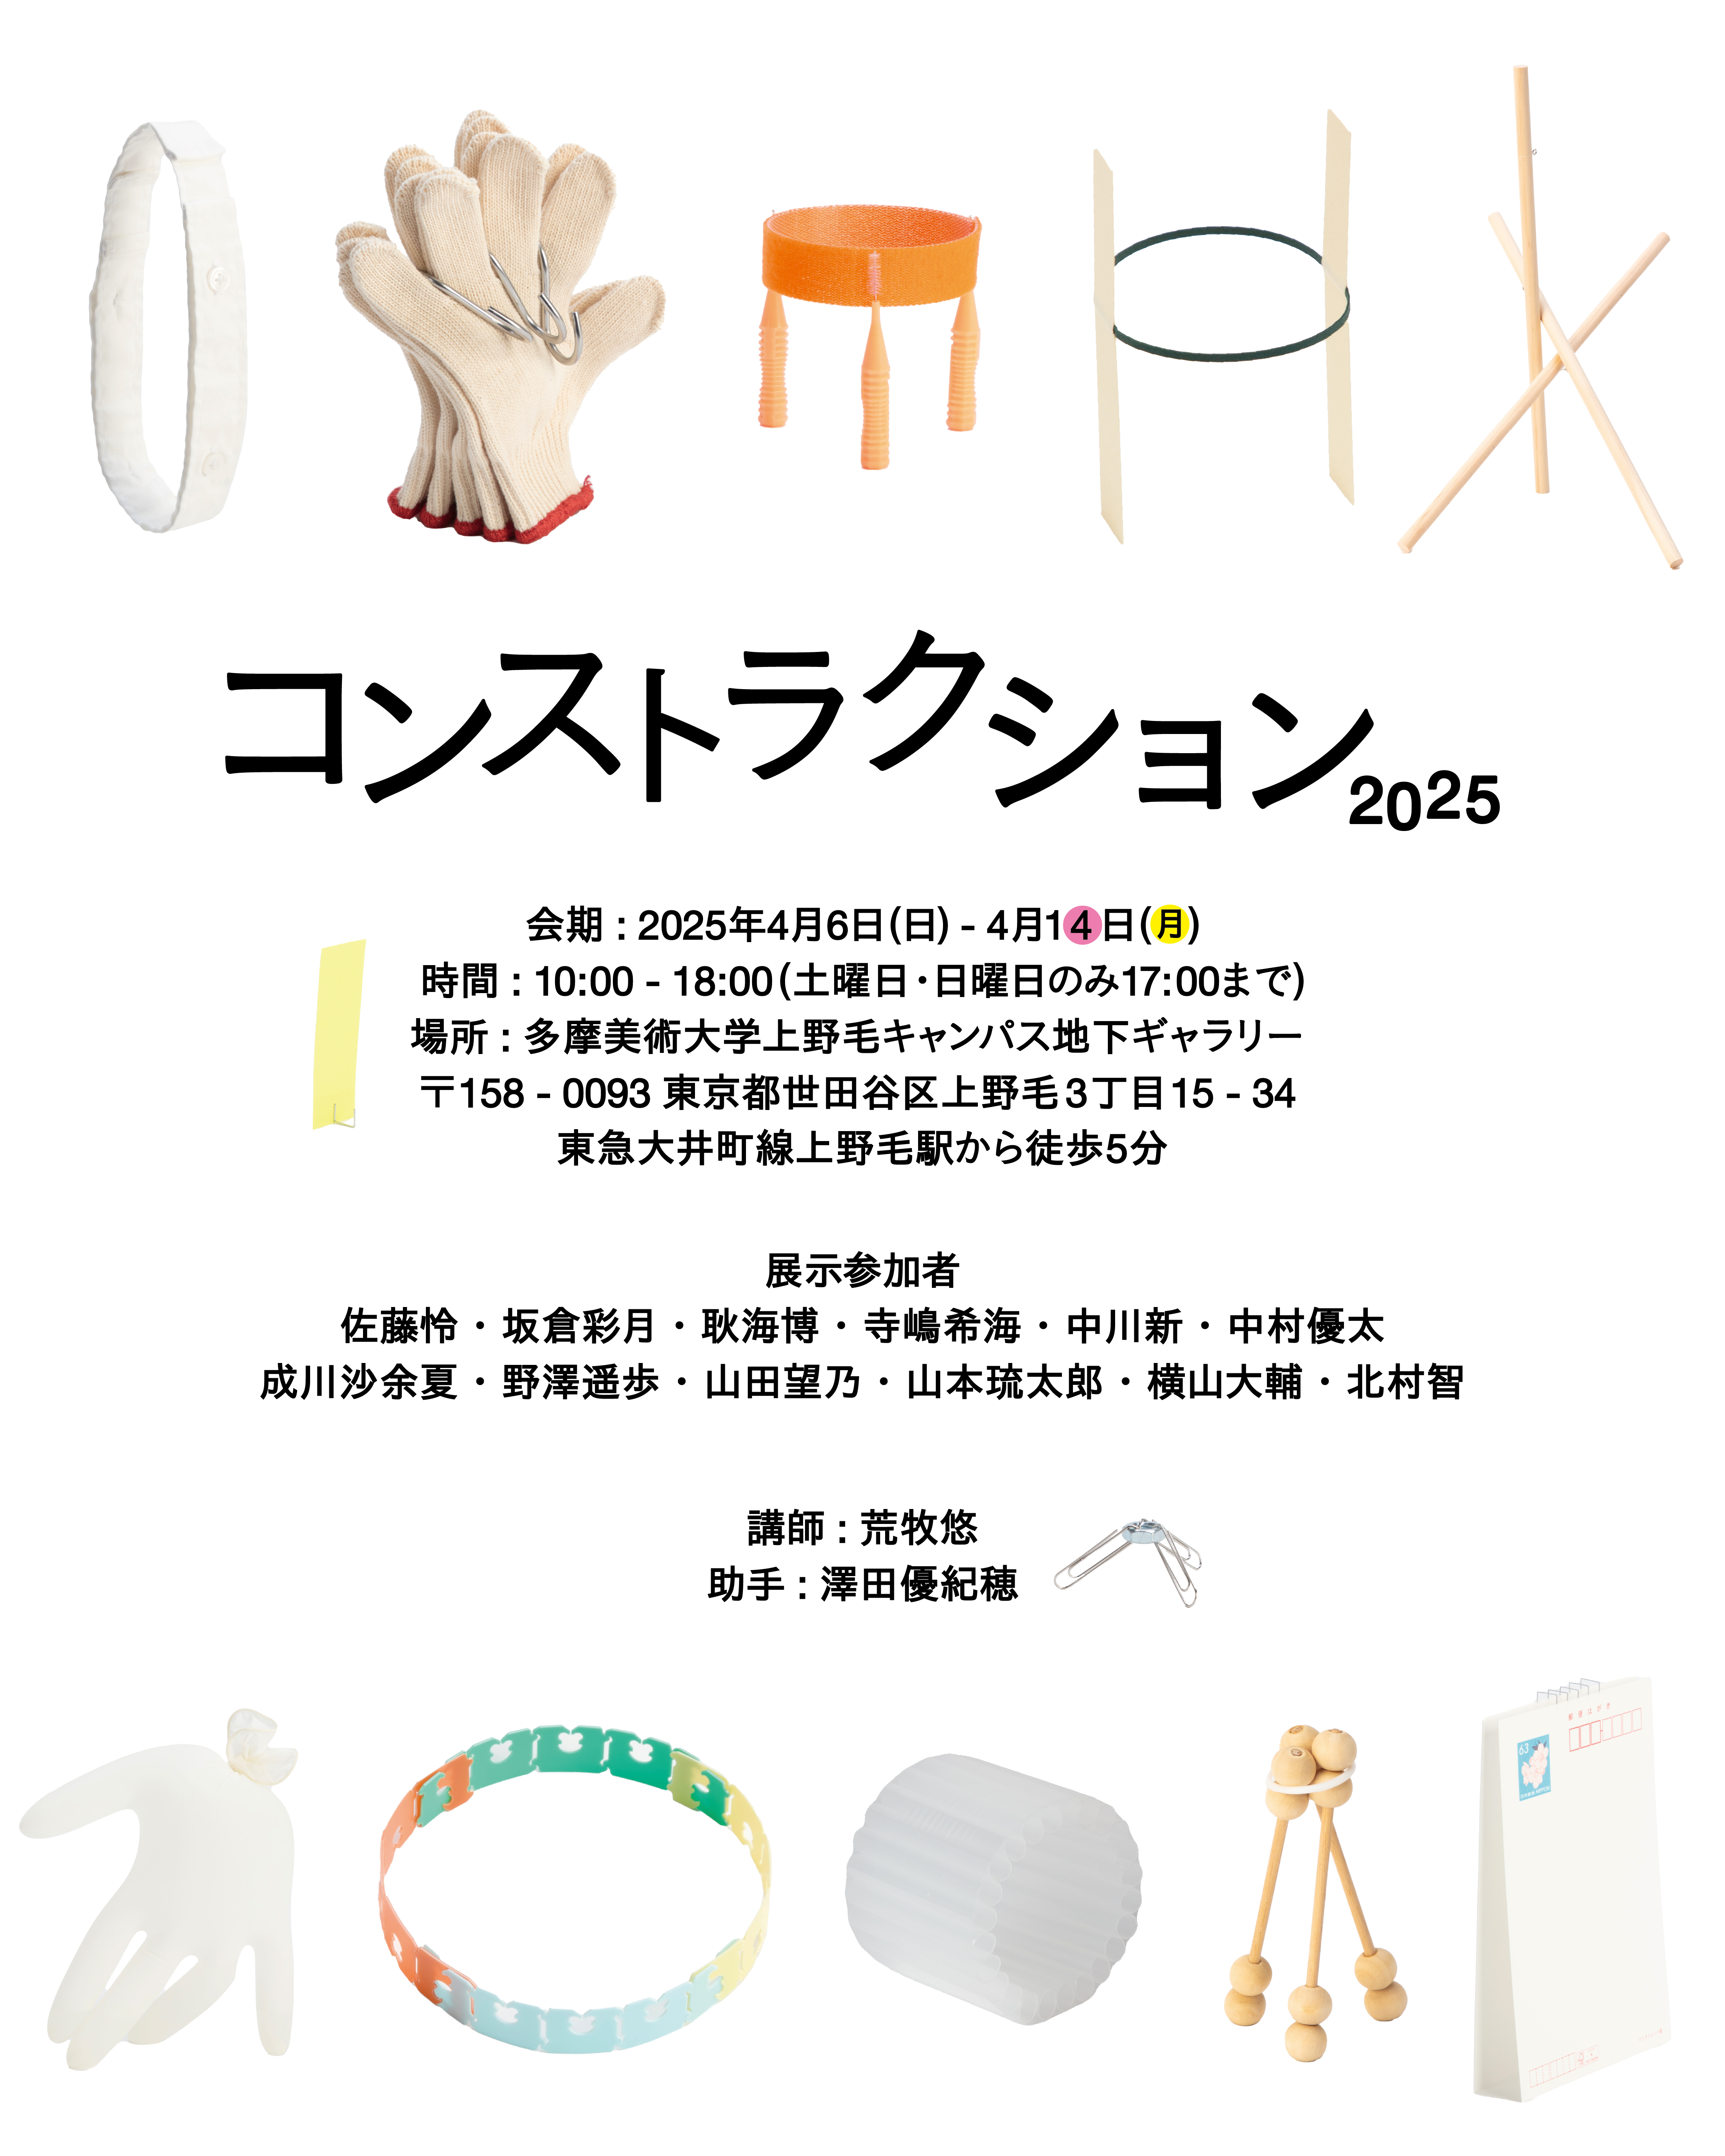 コンストラクション2025
会期 : 2025年4月6日(日) - 4月14日(月)
時間 : 10:00 - 18:00(土曜日・日曜日のみ17:00まで)
場所 : 多摩美術大学上野毛キャンパス地下ギャラリー
〒158 - 0093 東京都世田谷区上野毛3丁目15 - 34
東急大井町線上野毛駅から徒歩5分
展示参加者
佐藤怜・坂倉彩月・耿海博・寺嶋希海・中川新・中村優太
成川沙余夏・野澤遥歩・山田望乃・山本琉太郎・横山大輔・北村智
講師 : 荒牧悠
助手 : 澤田優紀穂
郵便はがき
63